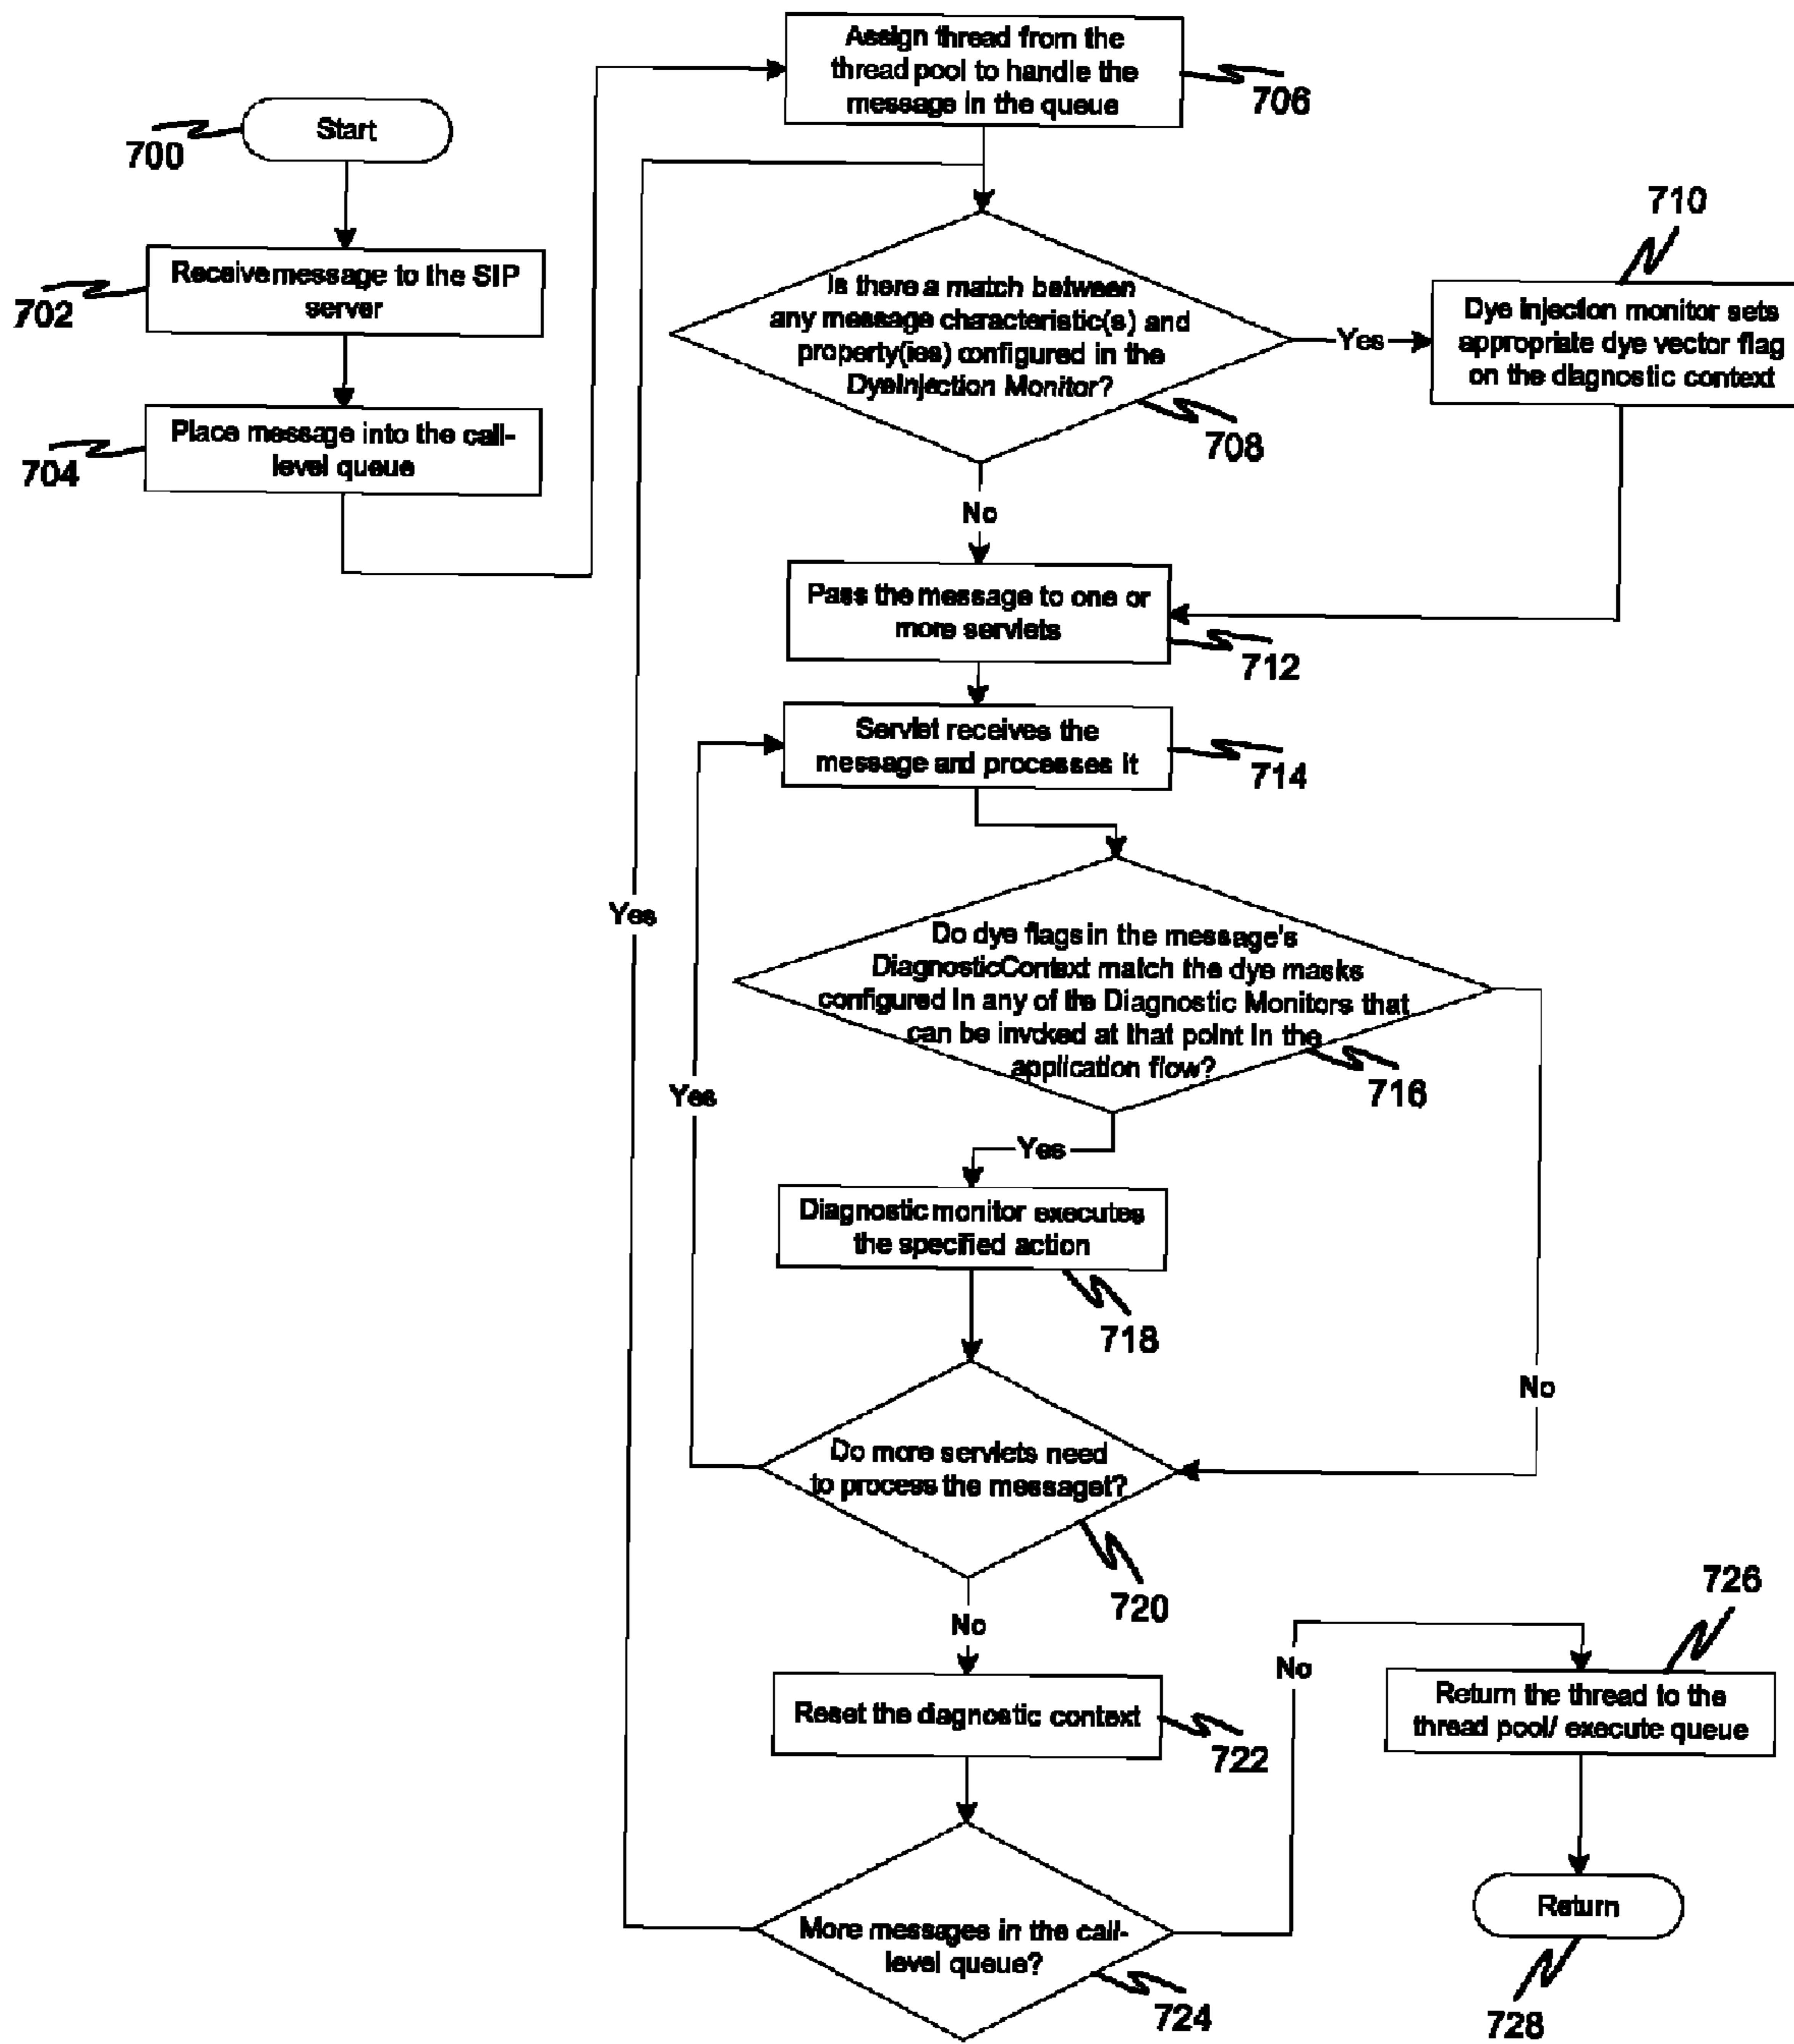 Start
700
Receive message to the SIP
server
702
Place message into the call-
level queue
704
Assign thread from the
thread pool to handle the
message in the queue
706
Is there a match between
any message characteristic(s) and
property(ies) configured in the
DyeInjection Monitor?
708
Yes
710
Dye injection monitor sets
appropriate dye vector flag
on the diagnostic context
No
Pass the message to one or
more servlets
712
Servlet receives the
message and processes it
714
Yes
Do dye flags in the message's
DiagnosticContext match the dye masks
configured in any of the Diagnostic Monitors that
can be invoked at that point in the
application flow?
716
Yes
Yes
Diagnostic monitor executes
the specified action
718
No
Do more servlets need
to process the messaget?
720
No
Reset the diagnostic context
722
No
726
Return the thread to the
thread pool/ execute queue
More messages in the call-
level queue?
724
Return
728